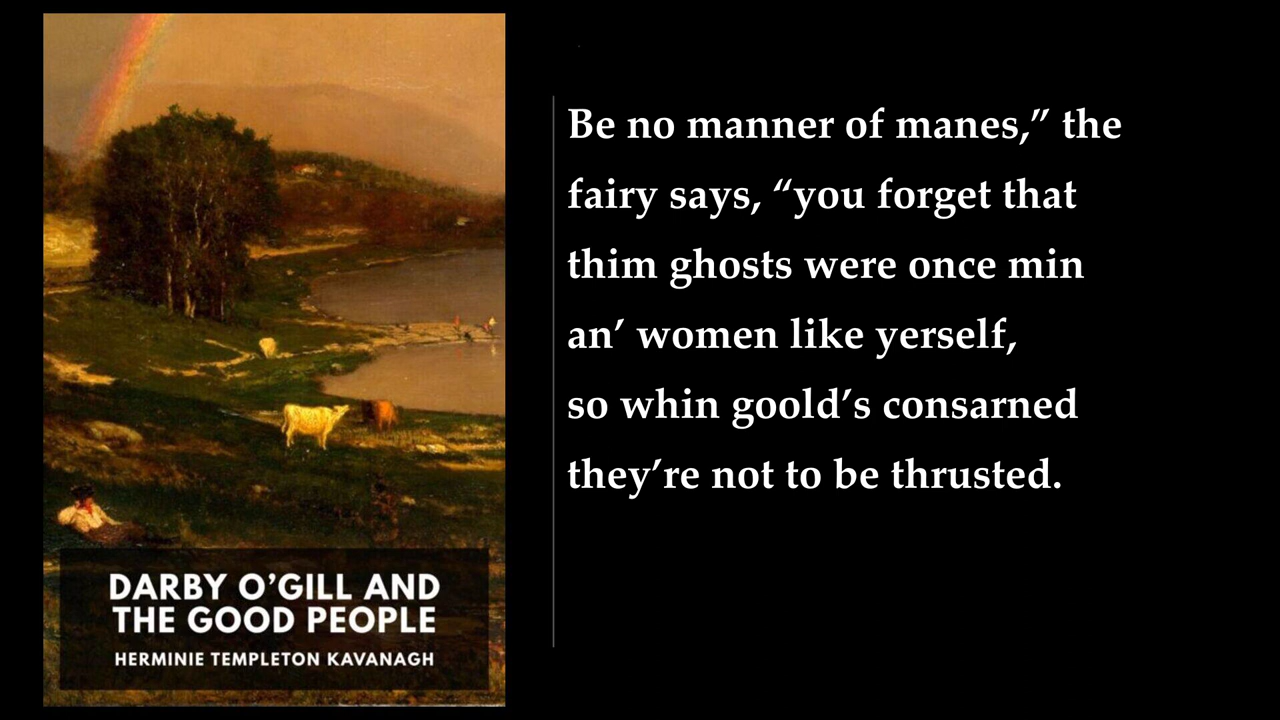 Be no manner of manes,” the
fairy says, “you forget that
thim ghosts were once min
an’ women like yerself,
so whin goold’s consarned
they’re not to be thrusted.
DARBY O’GILL AND
THE GOOD PEOPLE
HERMINIE TEMPLETON KAVANAGH